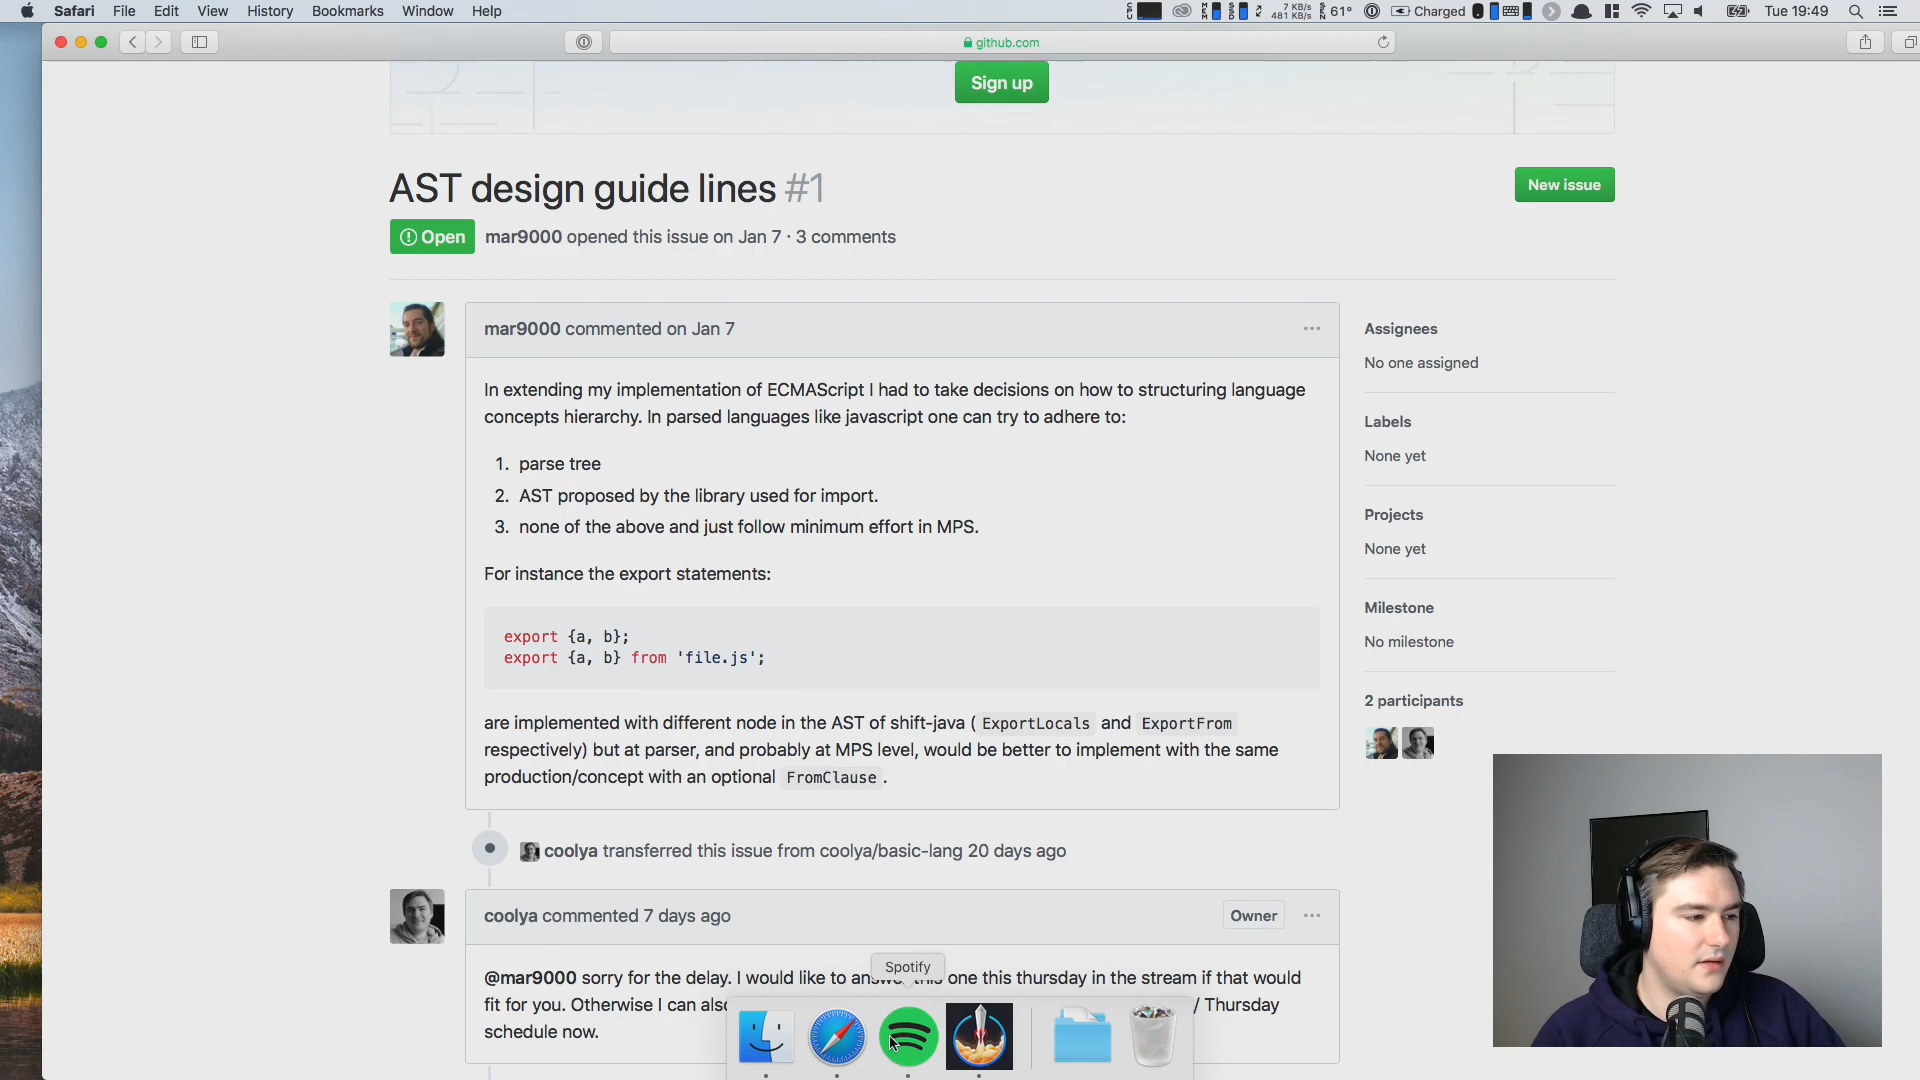 Safari File Edit View History Bookmarks Window Help
7 KB/s
481 KB/s
61° Charged Tue 19:49
github.com
Sign up
AST design guide lines #1
New issue
Open mar9000 opened this issue on Jan 7 · 3 comments
mar9000 commented on Jan 7
In extending my implementation of ECMAScript I had to take decisions on how to structuring language
concepts hierarchy. In parsed languages like javascript one can try to adhere to:
1. parse tree
2. AST proposed by the library used for import.
3. none of the above and just follow minimum effort in MPS.
For instance the export statements:
export {a, b};
export {a, b} from 'file.js';
are implemented with different node in the AST of shift-java ( ExportLocals and ExportFrom
respectively) but at parser, and probably at MPS level, would be better to implement with the same
production/concept with an optional FromClause .
Assignees
No one assigned
Labels
None yet
Projects
None yet
Milestone
No milestone
2 participants
coolya transferred this issue from coolya/basic-lang 20 days ago
coolya commented 7 days ago
Owner
@mar9000 sorry for the delay. I would like to one this thursday in the stream if that would
fit for you. Otherwise I can also / Thursday
schedule now.
Spotify